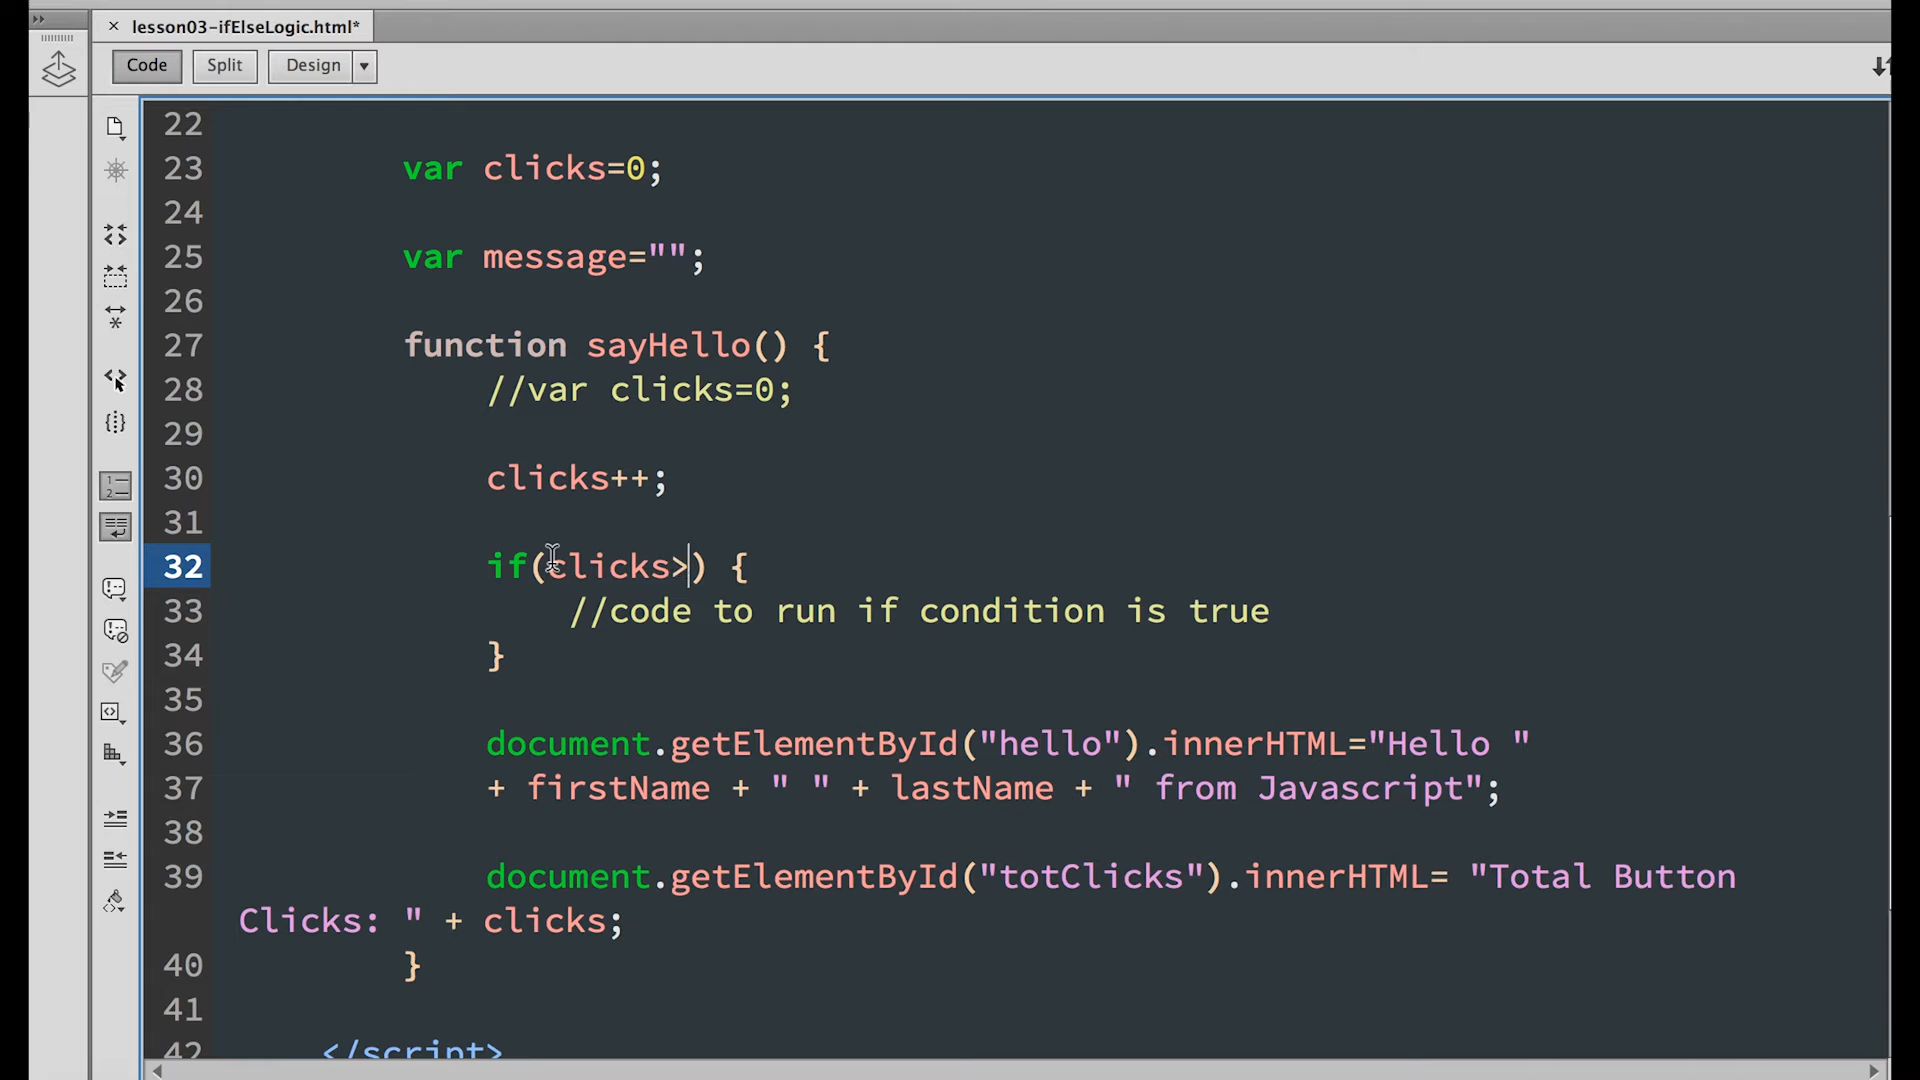 lesson03-ifElseLogic.html*
Code Split Design
22
23 var clicks=0;
24
25 var message="";
26
27 function sayHello() {
28 //var clicks=0;
29
30 clicks++;
31
32 if(clicks>) {
33 //code to run if condition is true
34 }
35
36 document.getElementById("hello").innerHTML="Hello "
37 + firstName + " " + lastName + " from Javascript";
38
39 document.getElementById("totClicks").innerHTML= "Total Button
Clicks: " + clicks;
40 }
41
42 </script>